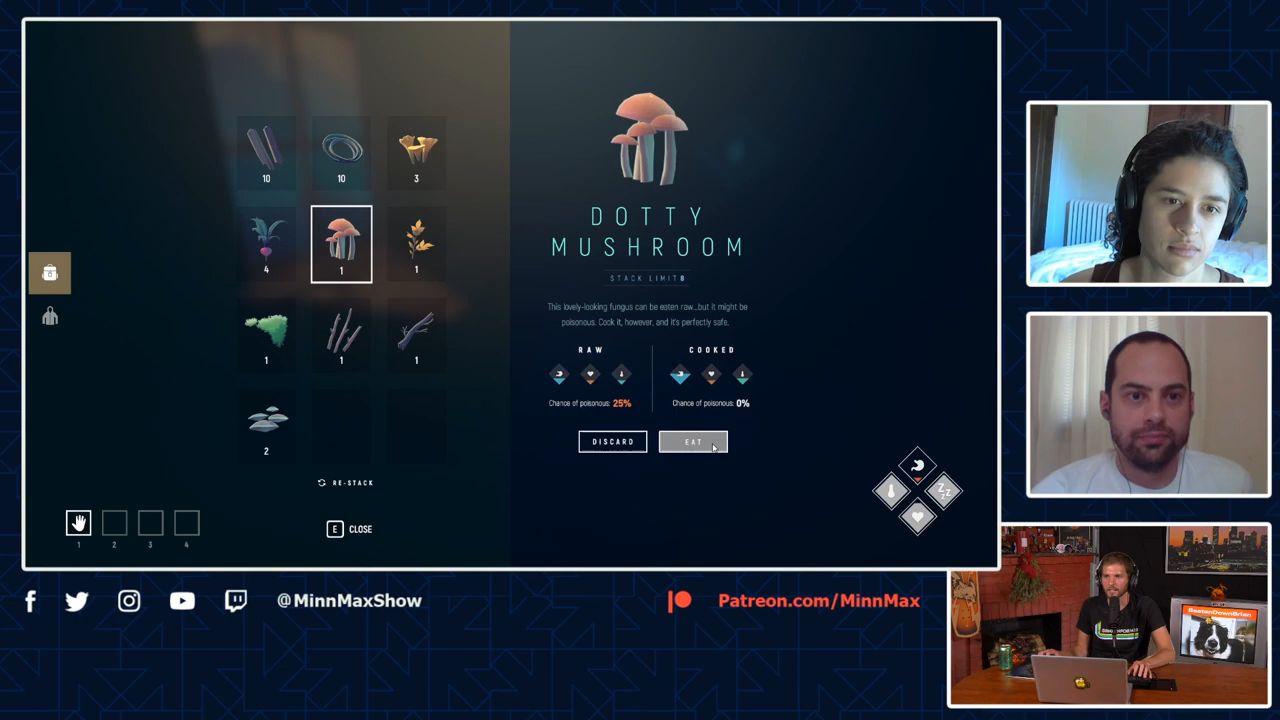 10
10
3
4
1
1
1
1
1
2
RE-STACK
E CLOSE
1
2
3
4
DOTTY
MUSHROOM
STACK LIMIT 8
This lovely-looking fungus can be eaten raw...but it might be
poisonous. Cook it, however, and it's perfectly safe.
RAW
COOKED
Chance of poisonous: 25%
Chance of poisonous: 0%
DISCARD
EAT
Z Z Z
@MinnMaxShow
Patreon.com/MinnMax
BeatenDownBrian